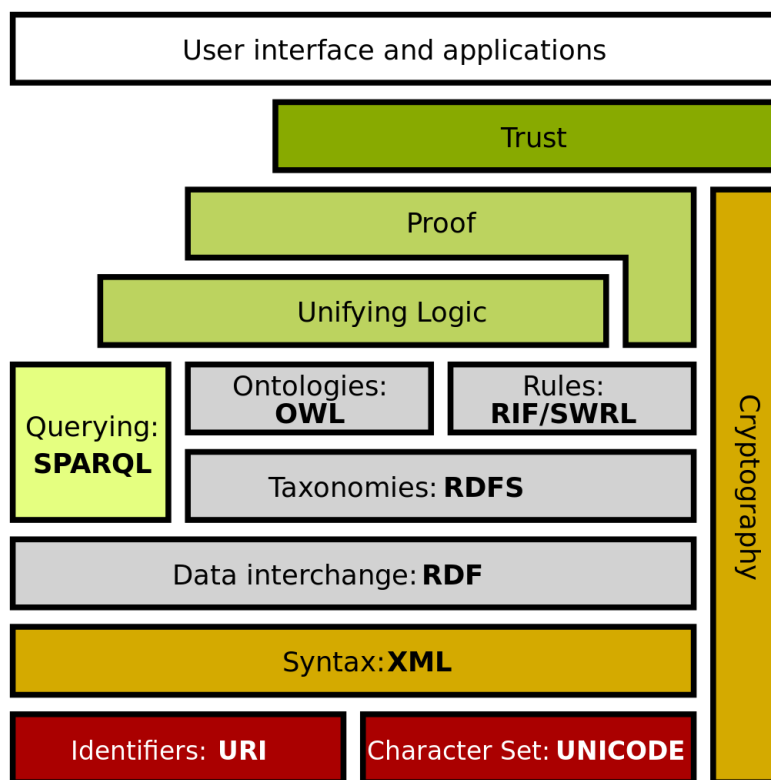 User interface and applications
Trust
Proof
Unifying Logic
Ontologies:
OWL
Rules:
RIF/SWRL
Querying:
SPARQL
Taxonomies: RDFS
Cryptography
Data interchange: RDF
Syntax: XML
Identifiers: URI
Character Set: UNICODE